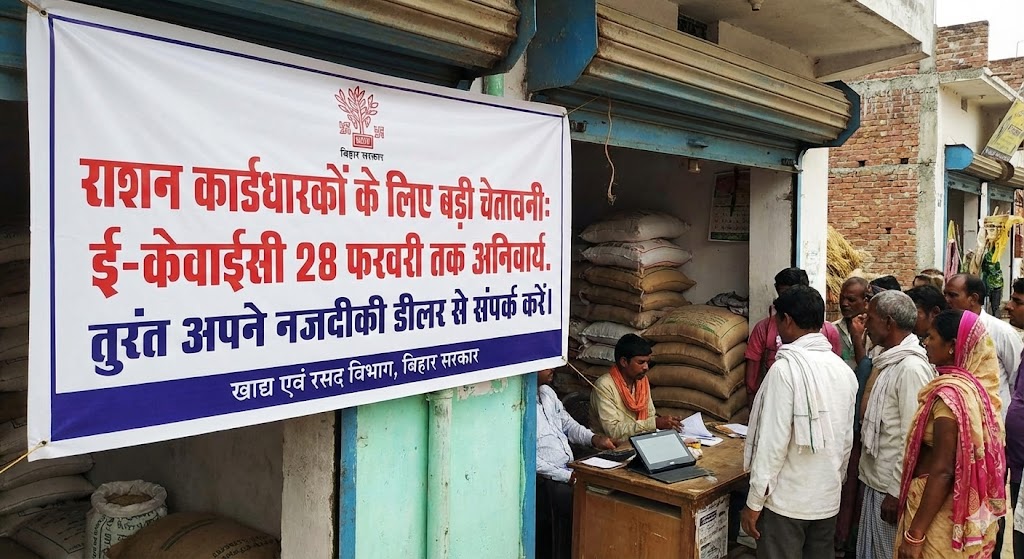 बिहार सरकार
राशन कार्डधारकों के लिए बड़ी चेतावनी:
ई-केवाईसी 28 फरवरी तक अनिवार्य.
तुरंत अपने नजदीकी डीलर से संपर्क करें।
खाद्य एवं रसद विभाग, बिहार सरकार